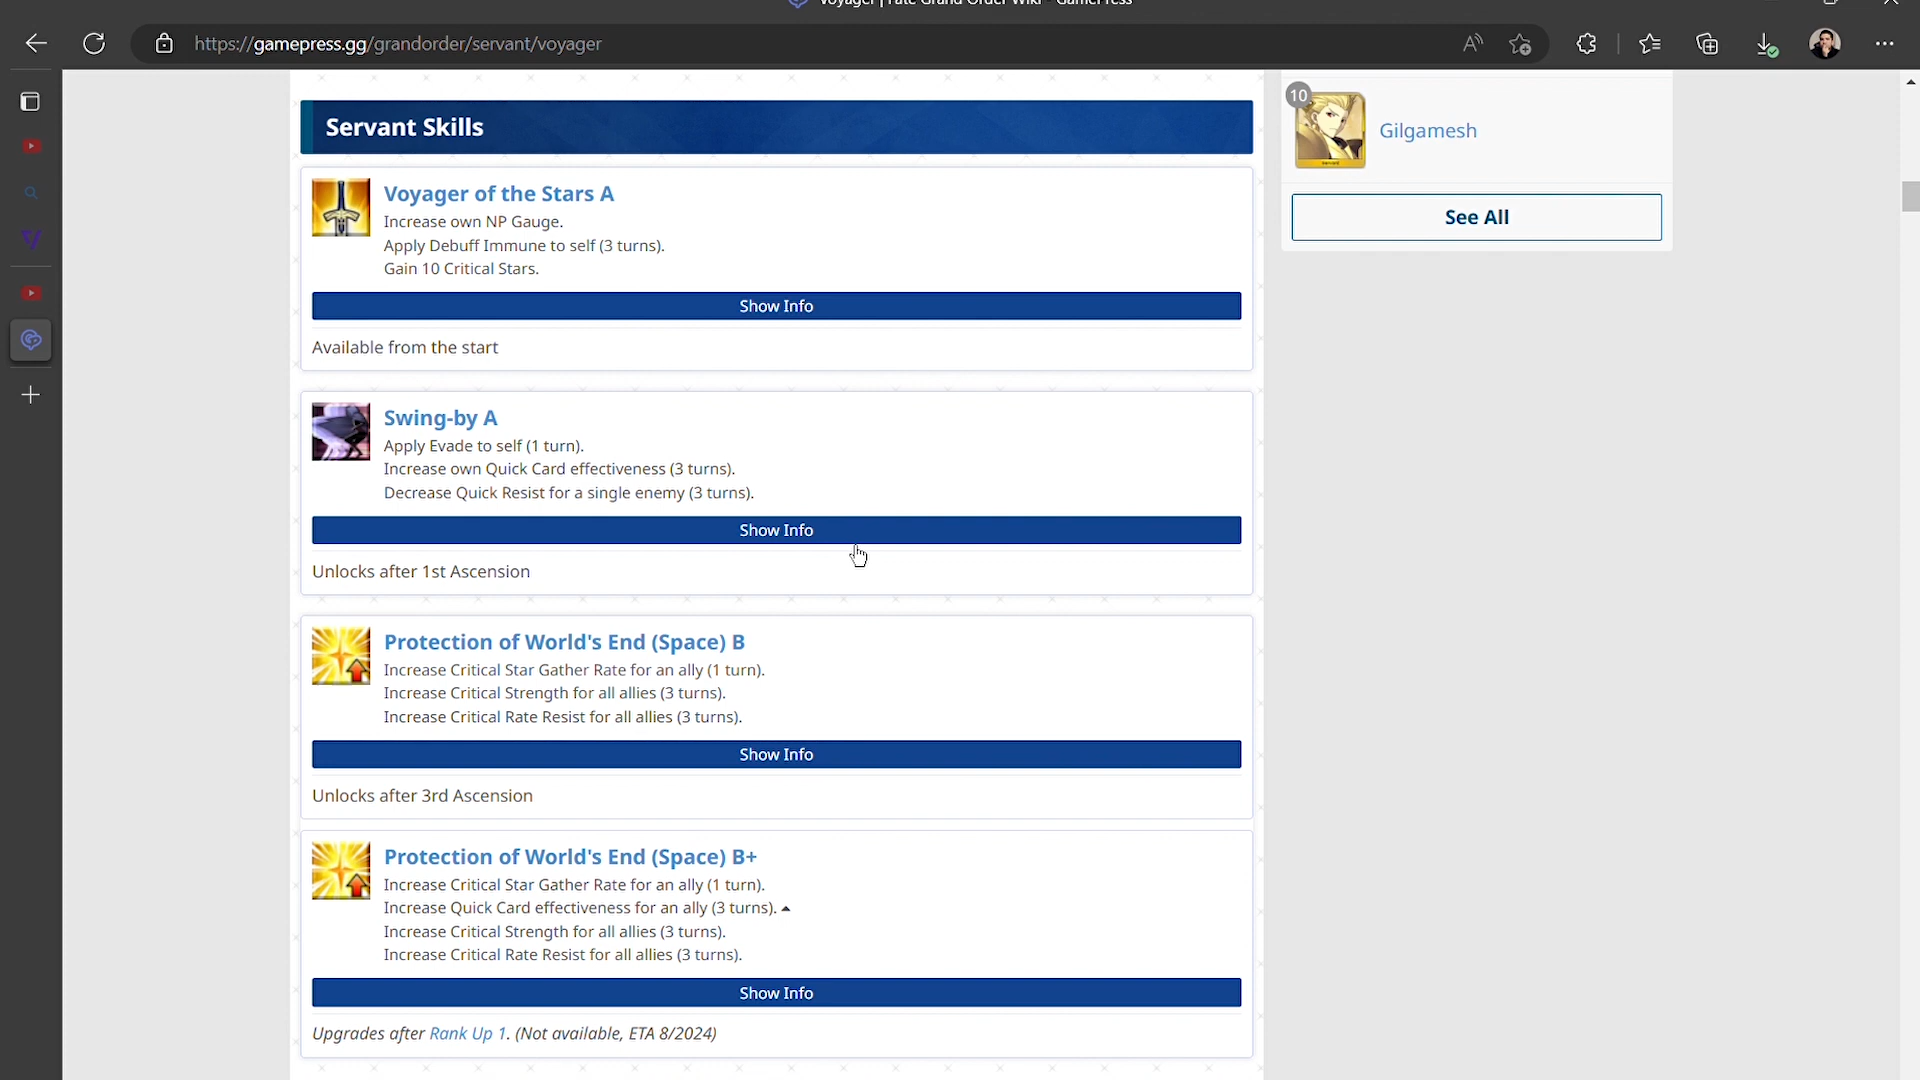 Voyager | Fate Grand Order Wiki - GamePress
https://gamepress.gg/grandorder/servant/voyager
Servant Skills
Voyager of the Stars A
Increase own NP Gauge.
Apply Debuff Immune to self (3 turns).
Gain 10 Critical Stars.
Show Info
Available from the start
Swing-by A
Apply Evade to self (1 turn).
Increase own Quick Card effectiveness (3 turns).
Decrease Quick Resist for a single enemy (3 turns).
Show Info
Unlocks after 1st Ascension
Protection of World's End (Space) B
Increase Critical Star Gather Rate for an ally (1 turn).
Increase Critical Strength for all allies (3 turns).
Increase Critical Rate Resist for all allies (3 turns).
Show Info
Unlocks after 3rd Ascension
Protection of World's End (Space) B+
Increase Critical Star Gather Rate for an ally (1 turn).
Increase Quick Card effectiveness for an ally (3 turns).
Increase Critical Strength for all allies (3 turns).
Increase Critical Rate Resist for all allies (3 turns).
Show Info
Upgrades after Rank Up 1. (Not available, ETA 8/2024)
10
Gilgamesh
See All